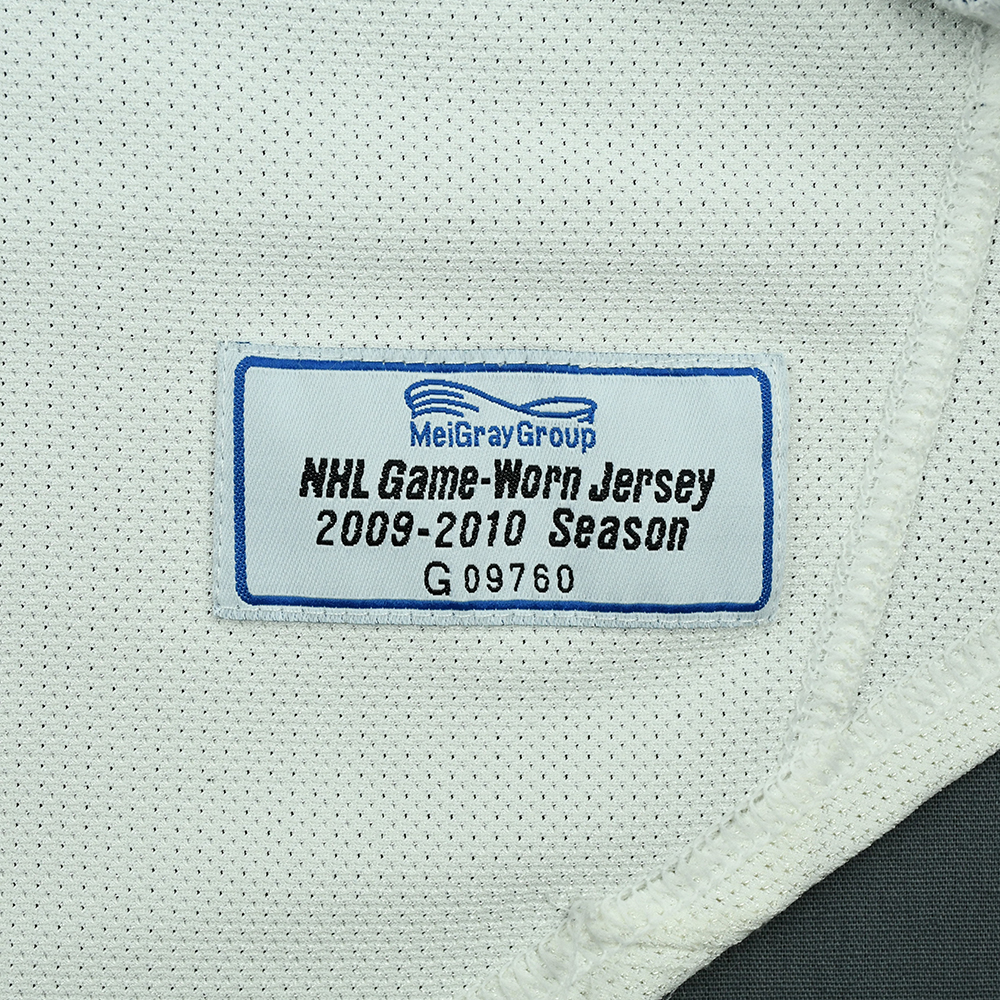 MeiGrayGroup
NHL Game-Worn Jersey
2009-2010 Season
G 09760